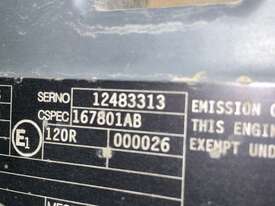 SERNO 12483313 EMISSION
CSPEC 167801AB THIS ENGIN
E1 120R 000026 EXEMPT UND